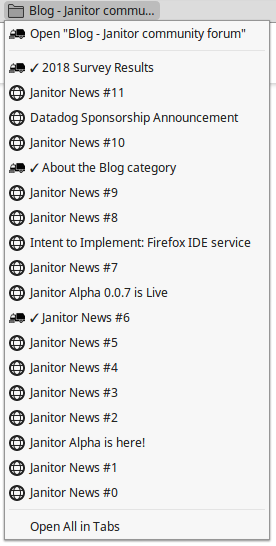 Blog - Janitor commu...
Open "Blog - Janitor community forum"
✓ 2018 Survey Results
Janitor News #11
Datadog Sponsorship Announcement
Janitor News #10
✓ About the Blog category
Janitor News #9
Janitor News #8
Intent to Implement: Firefox IDE service
Janitor News #7
Janitor Alpha 0.0.7 is Live
✓ Janitor News #6
Janitor News #5
Janitor News #4
Janitor News #3
Janitor News #2
Janitor Alpha is here!
Janitor News #1
Janitor News #0
Open All in Tabs